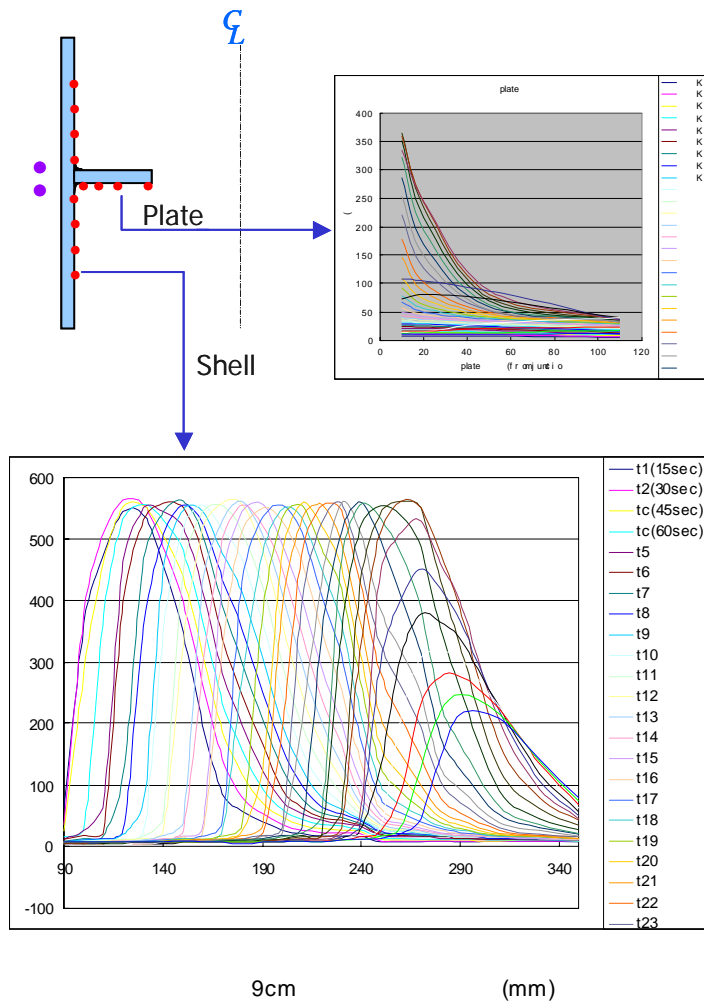 CL
plate
400
350
300
250
200
150
100
50
0
(
0 20 40 60 80 100 120
plate (fromjunctio
K
K
K
K
K
K
K
K
K
Plate
Shell
600
500
400
300
200
100
0
-100
90 140 190 240 290 340
t1(15sec)
t2(30sec)
tc(45sec)
tc(60sec)
t5
t6
t7
t8
t9
t10
t11
t12
t13
t14
t15
t16
t17
t18
t19
t20
t21
t22
t23
9cm (mm)